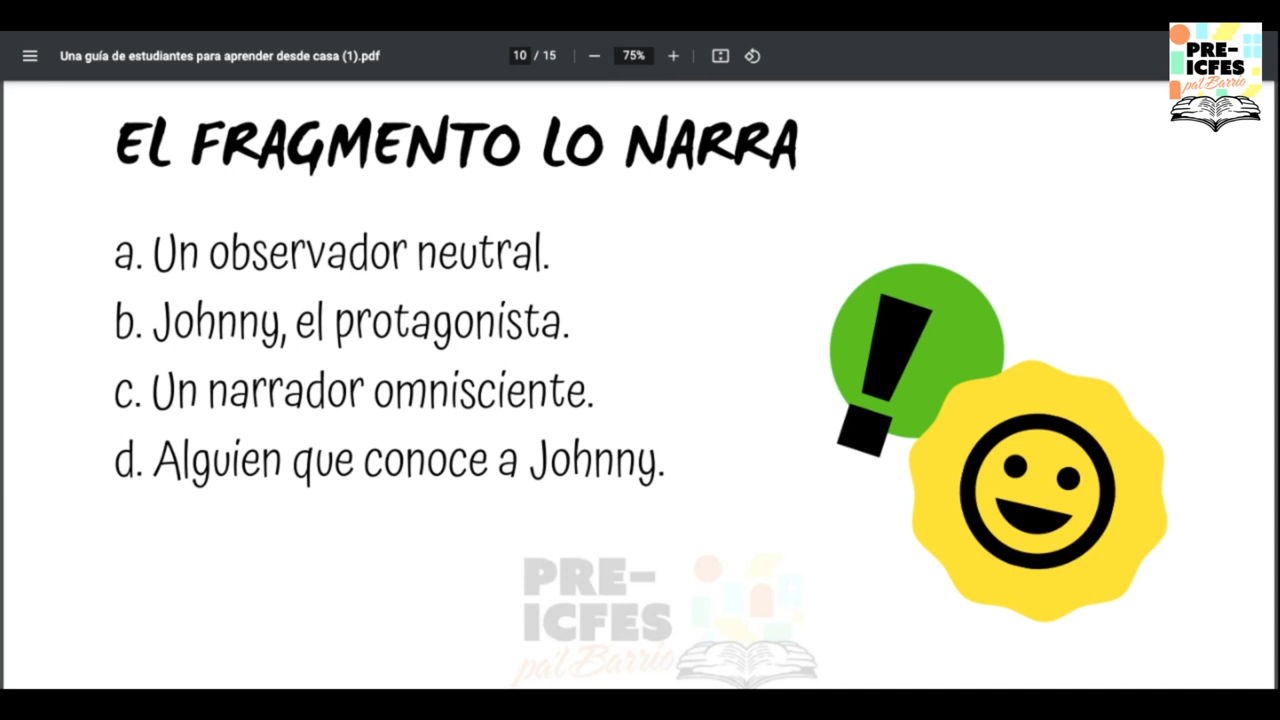 Una guía de estudiantes para aprender desde casa (1).pdf
10 / 15
75%
PRE-
ICFES
pa'l Barrio
EL FRAGMENTO LO NARRA
a. Un observador neutral.
b. Johnny, el protagonista.
c. Un narrador omnisciente.
d. Alguien que conoce a Johnny.
PRE-
ICFES
pa'l Barrio